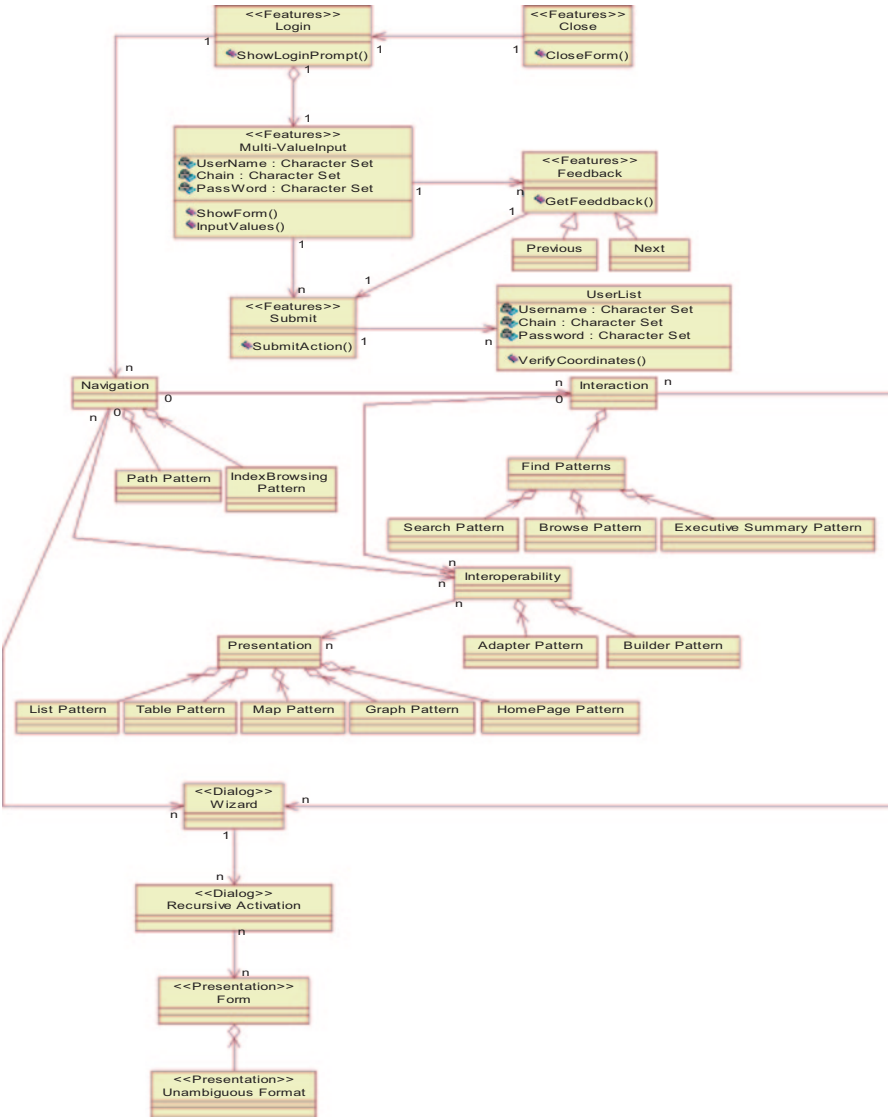 <<Features>>
Login
ShowLoginPrompt()
<<Features>>
Close
CloseForm()
1
1
1
1
1
<<Features>>
Multi-ValueInput
UserName : Character Set
Chain : Character Set
PassWord : Character Set
ShowForm()
InputValues()
1
n
<<Features>>
Feedback
GetFeeddback()
1
Previous
Next
1
1
n
<<Features>>
Submit
SubmitAction()
1
n
UserList
Username : Character Set
Chain : Character Set
Password : Character Set
VerifyCoordinates()
n
Navigation
n
0
0
n
0
Interaction
n
Path Pattern
IndexBrowsing
Pattern
Find Patterns
Search Pattern
Browse Pattern
Executive Summary Pattern
n
n
Interoperability
n
n
Presentation
Adapter Pattern
Builder Pattern
List Pattern
Table Pattern
Map Pattern
Graph Pattern
HomePage Pattern
<<Dialog>>
Wizard
n
n
1
n
<<Dialog>>
Recursive Activation
n
n
<<Presentation>>
Form
<<Presentation>>
Unambiguous Format